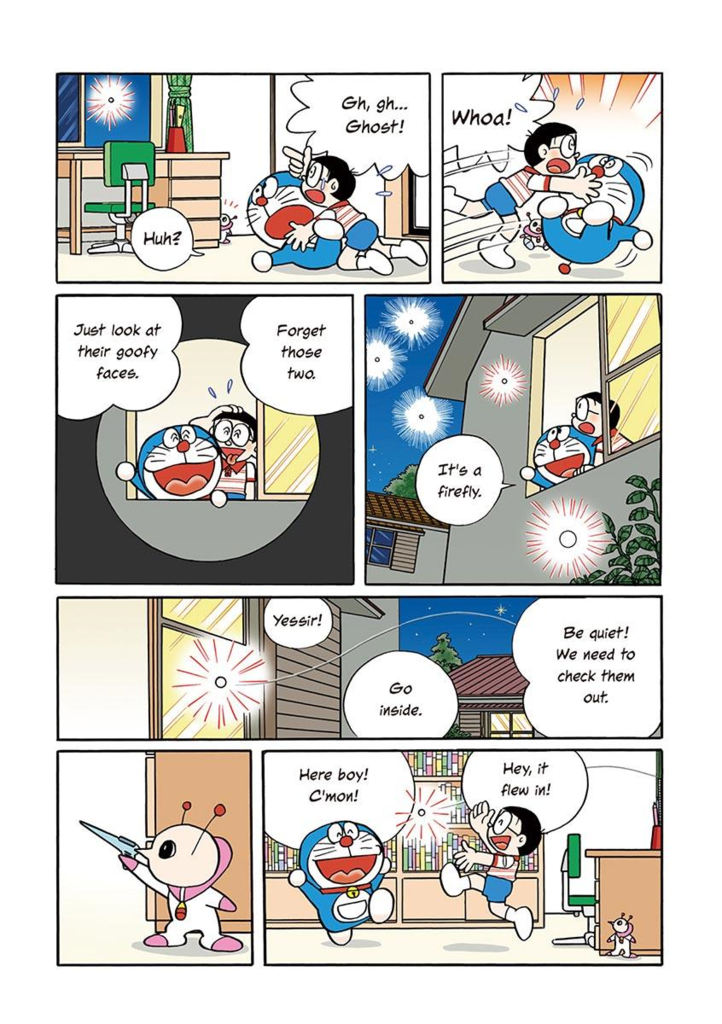 Whoa!
Gh, gh...
Ghost!
Huh?
It's a
firefly.
Forget
those
two.
Just look at
their goofy
faces.
Be quiet!
We need to
check them
out.
Go
inside.
Yessir!
Hey, it
flew in!
Here boy!
C'mon!